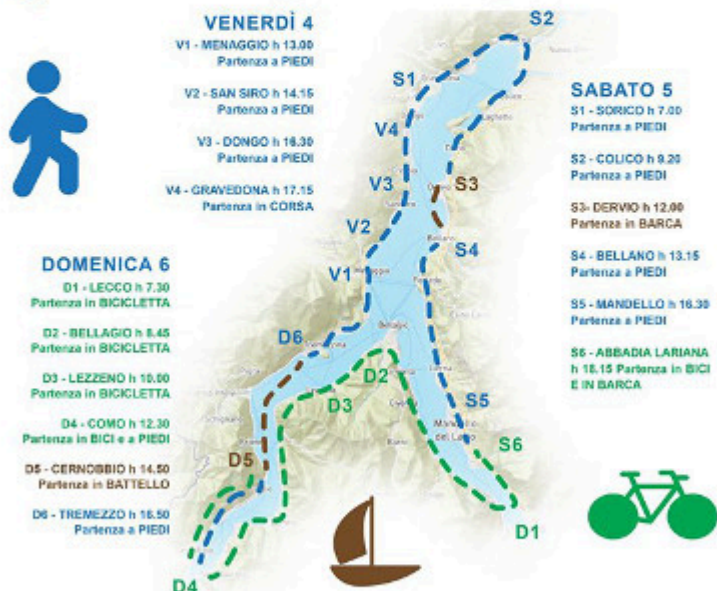 VENERDÌ 4
V1 - MENAGGIO h 13.00
Partenza a PIEDI
V2 - SAN SIRO h 14.15
Partenza a PIEDI
V3 - DONGO h 16.30
Partenza a PIEDI
V4 - GRAVEDONA h 17.15
Partenza in CORSA
SABATO 5
S1 - SORICO h 7.00
Partenza a PIEDI
S2 - COLICO h 9.20
Partenza a PIEDI
S3- DERVIO h 12.00
Partenza in BARCA
S4 - BELLANO h 13.15
Partenza a PIEDI
S5 - MANDELLO h 16.30
Partenza a PIEDI
S6 - ABBADIA LARIANA
h 18.15 Partenza in BICI
E IN BARCA
DOMENICA 6
D1 - LECCO h 7.30
Partenza in BICICLETTA
D2 - BELLAGIO h 8.45
Partenza in BICICLETTA
D3 - LEZZENO h 10.00
Partenza in BICICLETTA
D4 - COMO h 12.30
Partenza in BICI e a PIEDI
D5 - CERNOBBIO h 14.50
Partenza in BATTELLO
D6 - TREMEZZO h 16.50
Partenza a PIEDI
S2
S1
V4
V3
S3
V2
S4
Bellano
V1
D6
Bellagio
D2
D3
S5
Mandello
del Lario
S6
D5
D1
D4